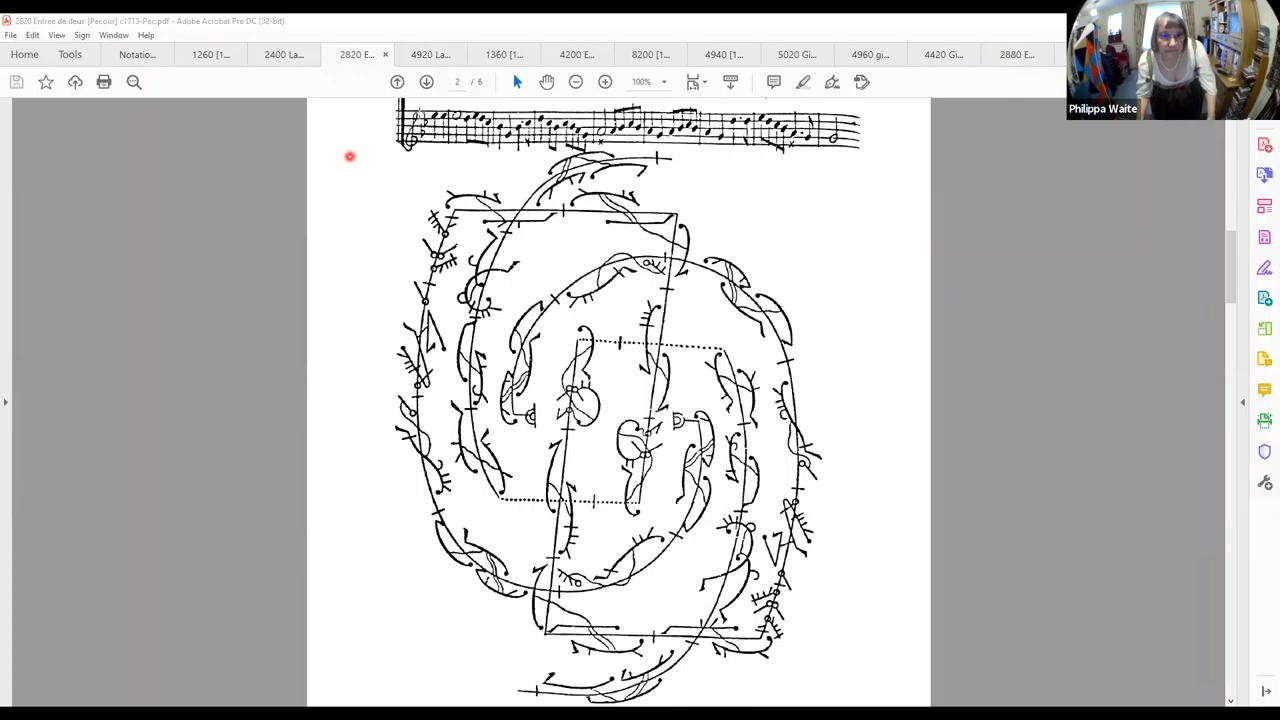 2820 Entree de deux [Pecour] c1713-Pec.pdf - Adobe Acrobat Pro DC (32-bit)
File Edit View Sign Window Help
Home Tools Notatio... 1260 [1... 2400 La... 2820 E... × 4920 La... 1360 [1... 4200 E... 8200 [1... 4940 [1... 5020 Gi... 4960 gi... 4420 Gi... 2880 E...
2 / 6 100%
Philippa Waite